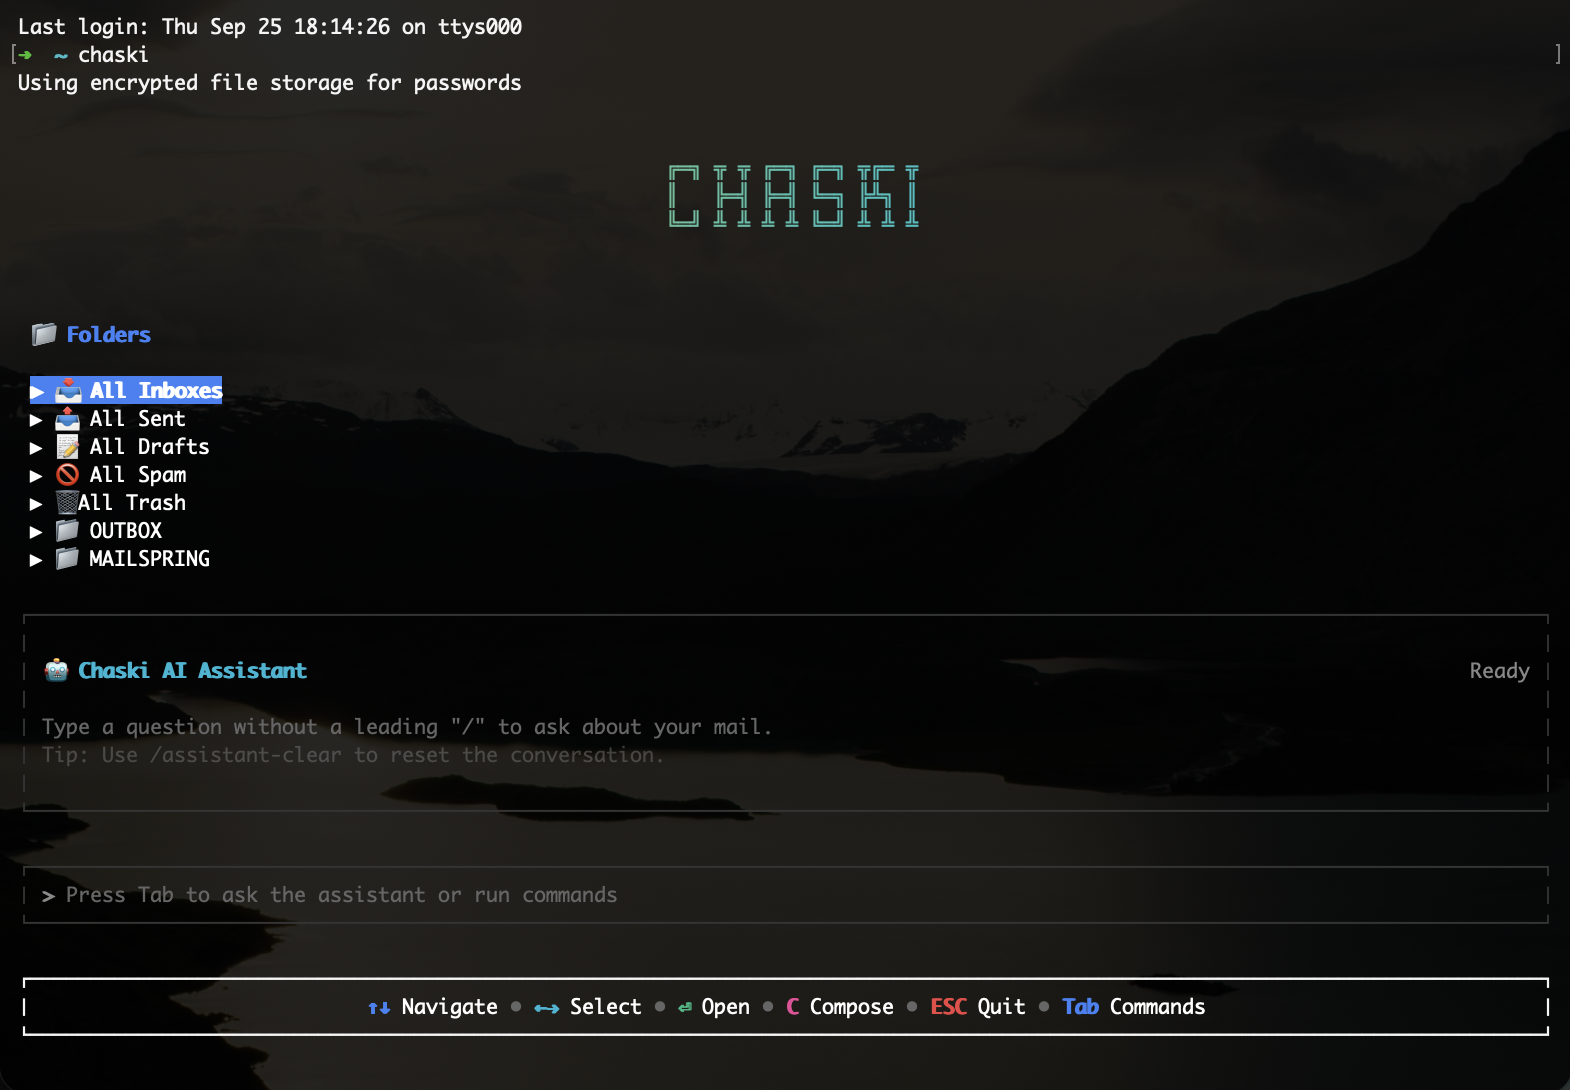 Last login: Thu Sep 25 18:14:26 on ttys000
[➜  ~ chaski ]
Using encrypted file storage for passwords
CHASKI
📁 Folders
▶ 📥 All Inboxes
▶ 📤 All Sent
▶ 📝 All Drafts
▶ 🚫 All Spam
▶ 🗑️All Trash
▶ 📁 OUTBOX
▶ 📁 MAILSPRING
🤖 Chaski AI Assistant Ready
Type a question without a leading "/" to ask about your mail.
Tip: Use /assistant-clear to reset the conversation.
> Press Tab to ask the assistant or run commands
↑↓ Navigate • ←→ Select • ⏎ Open • C Compose • ESC Quit • Tab Commands